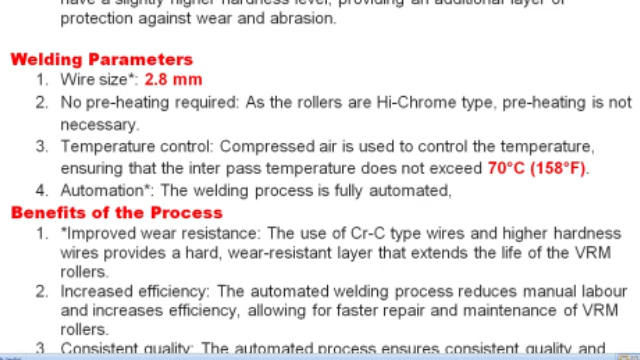 have a slightly higher hardness level, providing an additional layer of
protection against wear and abrasion.
Welding Parameters
1. Wire size*: 2.8 mm
2. No pre-heating required: As the rollers are Hi-Chrome type, pre-heating is not
necessary.
3. Temperature control: Compressed air is used to control the temperature,
ensuring that the inter pass temperature does not exceed 70°C (158°F).
4. Automation*: The welding process is fully automated,
Benefits of the Process
1. *Improved wear resistance: The use of Cr-C type wires and higher hardness
wires provides a hard, wear-resistant layer that extends the life of the VRM
rollers.
2. Increased efficiency: The automated welding process reduces manual labour
and increases efficiency, allowing for faster repair and maintenance of VRM
rollers.
3. Consistent quality: The automated process ensures consistent quality and